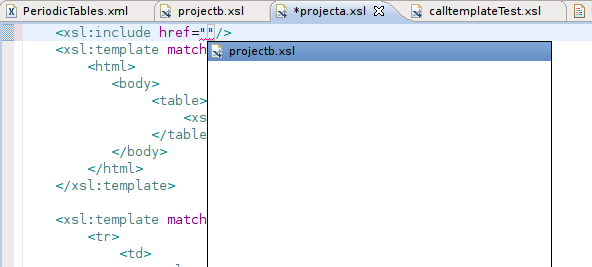 PeriodicTables.xml projectb.xsl *projecta.xsl calltemplateTest.xsl
<xsl:include href=""/>
projectb.xsl
<xsl:template match
<html>
<body>
<table>
<xs
</table
</body>
</html>
</xsl:template>
<xsl:template match
<tr>
<td>